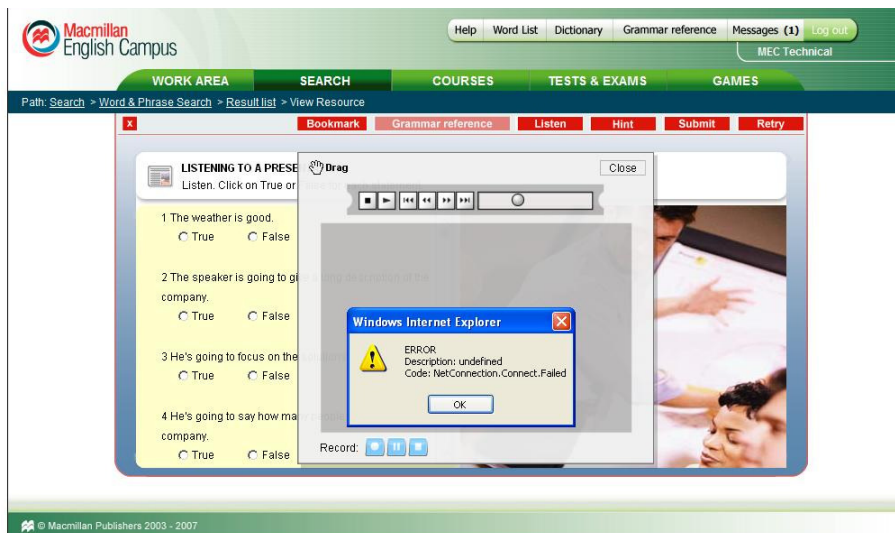 Macmillan
English Campus
Help Word List Dictionary Grammar reference Messages (1) Log out
MEC Technical
WORK AREA SEARCH COURSES TESTS & EXAMS GAMES
Path: Search > Word & Phrase Search > Result list > View Resource
x Bookmark Grammar reference Listen Hint Submit Retry
LISTENING TO A PRESE
Listen. Click on True or
Drag Close
1 The weather is good.
True False
2 The speaker is going to gi
company.
True False
3 He's going to focus on the
True False
4 He's going to say how ma
company.
True False
Windows Internet Explorer
ERROR
Description: undefined
Code: NetConnection.Connect.Failed
OK
Record:
© Macmillan Publishers 2003 - 2007